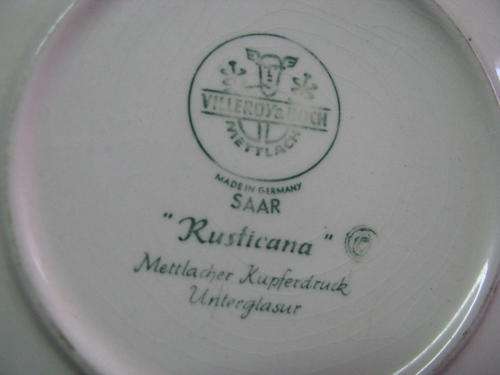 VILLEROY & BOCH
METTLACH
MADE IN GERMANY
SAAR
"Rusticana"
Mettlacher Kupferdruck
Unterglasur